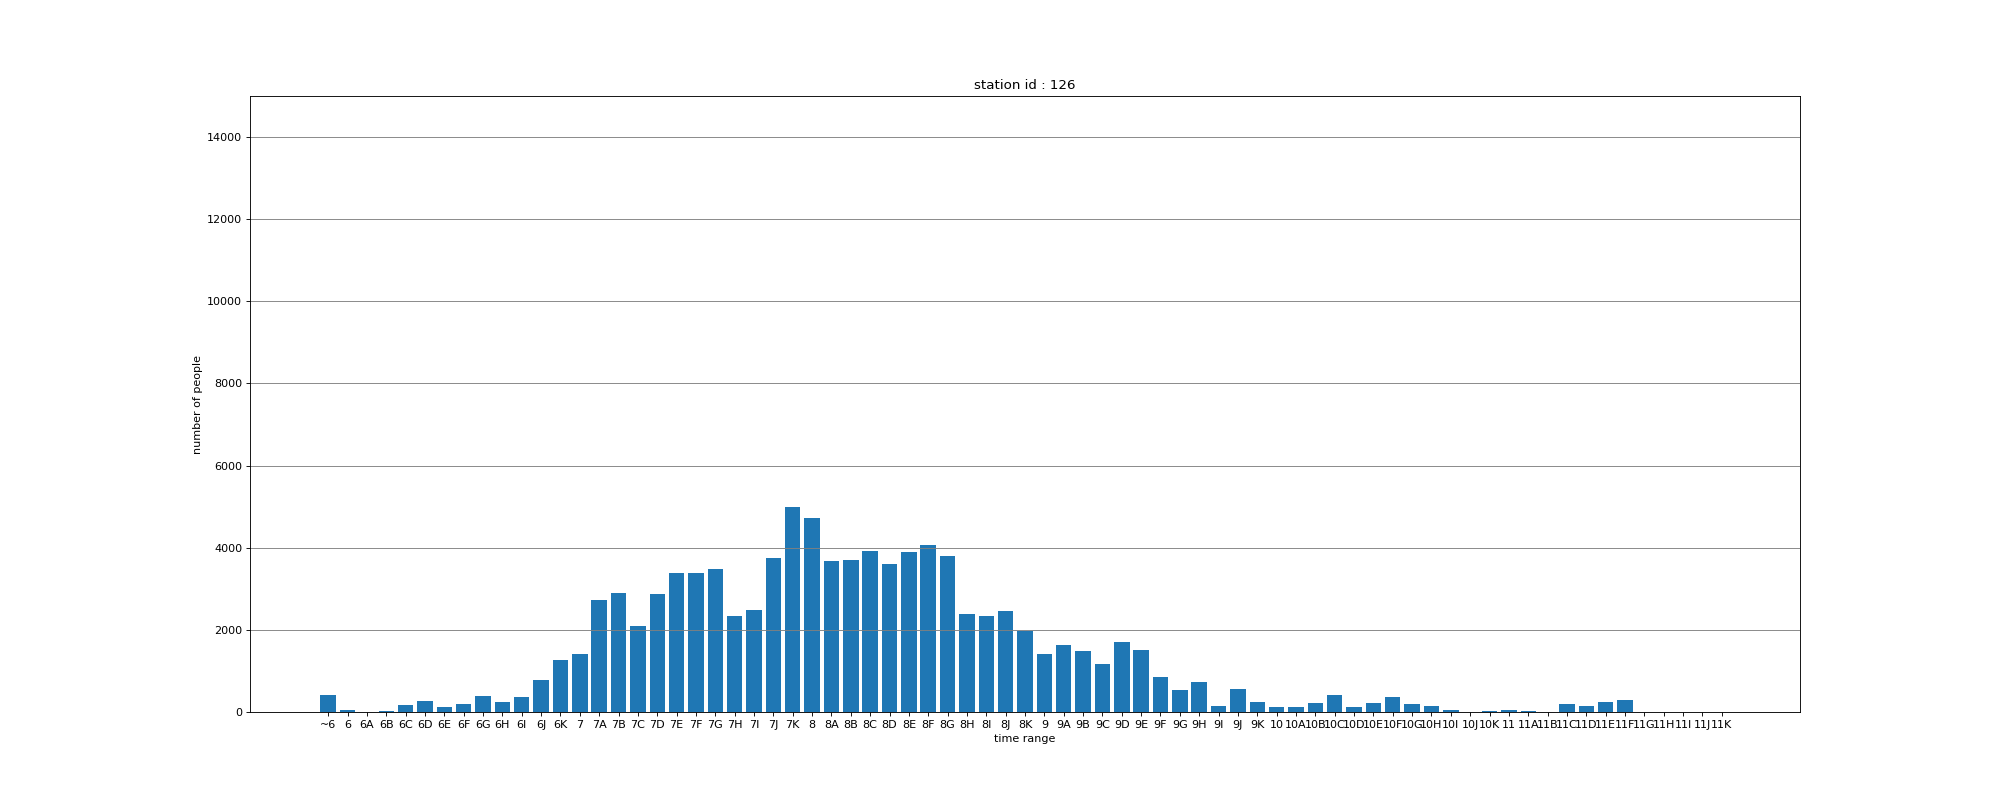 station id : 126
14000
12000
10000
8000
6000
4000
2000
0
number of people
~6 6 6A 6B 6C 6D 6E 6F 6G 6H 6I 6J 6K 7 7A 7B 7C 7D 7E 7F 7G 7H 7I 7J 7K 8 8A 8B 8C 8D 8E 8F 8G 8H 8I 8J 8K 9 9A 9B 9C 9D 9E 9F 9G 9H 9I 9J 9K 10 10A 10B 10C 10D 10E 10F 10G 10H 10I 10J 10K 11 11A 11B 11C 11D 11E 11F 11G 11H 11I 11J 11K
time range